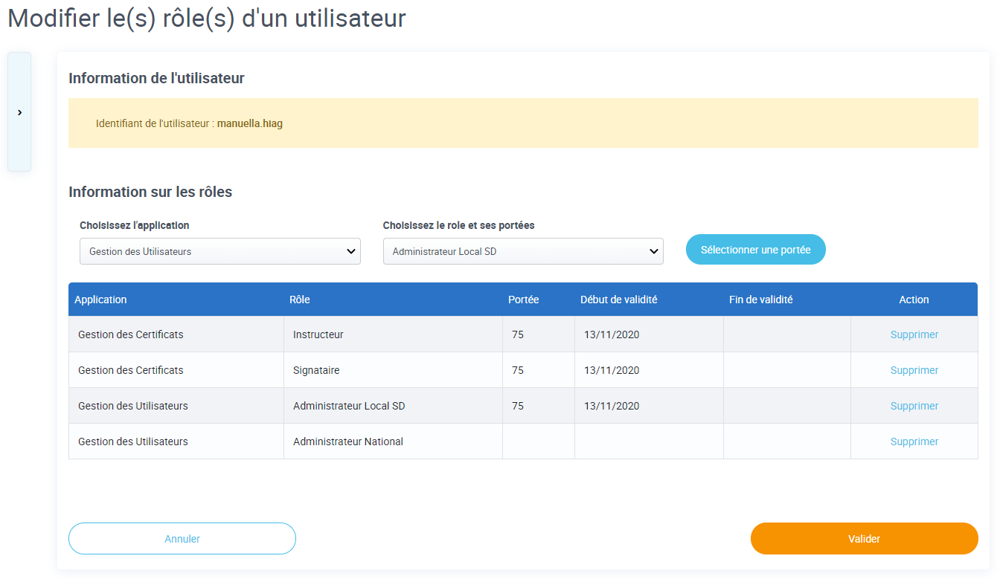 Modifier le(s) rôle(s) d'un utilisateur
Information de l'utilisateur
Identifiant de l'utilisateur : manuella.hiag
Information sur les rôles
Choisissez l'application Choisissez le role et ses portées
Gestion des Utilisateurs Administrateur Local SD Sélectionner une portée
Application Rôle Portée Début de validité Fin de validité Action
Gestion des Certificats Instructeur 75 13/11/2020 Supprimer
Gestion des Certificats Signataire 75 13/11/2020 Supprimer
Gestion des Utilisateurs Administrateur Local SD 75 13/11/2020 Supprimer
Gestion des Utilisateurs Administrateur National Supprimer
Annuler Valider